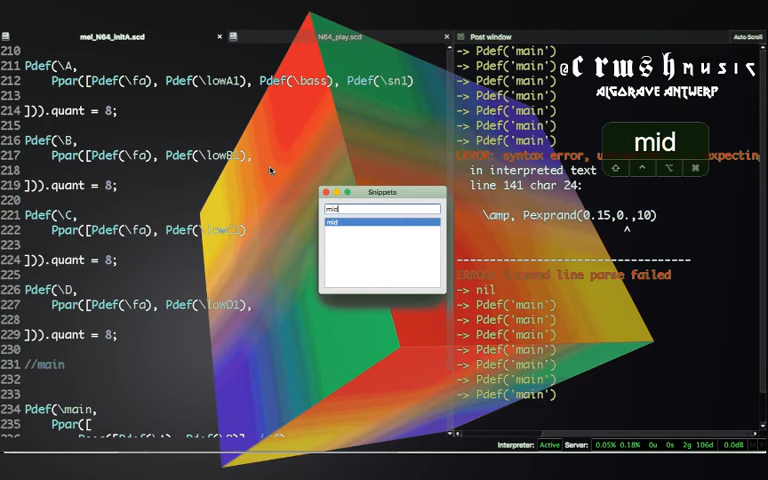 mel_N64_initA.scd
N64_play.scd
Post window
Auto Scroll
210
211 Pdef(\A,
212 Ppar([Pdef(\fa), Pdef(\lowA1), Pdef(\bass), Pdef(\sn1)
213
214 ])).quant = 8;
215
216 Pdef(\B,
217 Ppar([Pdef(\fa), Pdef(\lowB1),
218
219 ])).quant = 8;
220
221 Pdef(\C,
222 Ppar([Pdef(\fa), Pdef(\lowC1)
223
224 ])).quant = 8;
225
226 Pdef(\D,
227 Ppar([Pdef(\fa), Pdef(\lowD1),
228
229 ])).quant = 8;
230
231 //main
232
233
234 Pdef(\main,
235 Ppar([
Snippets
mid
mid
-> Pdef('main')
-> Pdef('main')
-> Pdef('main')
-> Pdef('main')
-> Pdef('main')
-> Pdef('main')
-> Pdef('main')
ERROR: syntax error, expecting
in interpreted text
line 141 char 24:
\amp, Pexprand(0.15,0.,10)
^
-----------------------------------
ERROR: Command line parse failed
-> nil
-> Pdef('main')
-> Pdef('main')
-> Pdef('main')
-> Pdef('main')
-> Pdef('main')
-> Pdef('main')
-> Pdef('main')
@crwshmusic
ALGORAVE ANTWERP
mid
⇧ ^ ⌥ ⌘
Interpreter: Active Server: 0.05% 0.18% 0u 0s 2g 106d 0.0dB